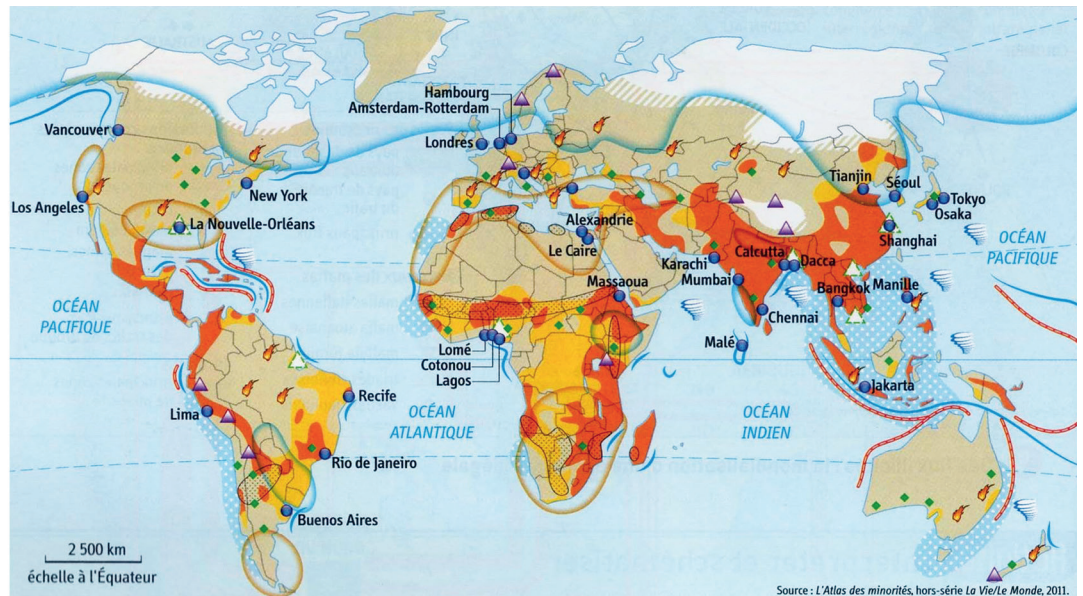 Hambourg
Amsterdam-Rotterdam
Vancouver
Londres
Tianjin
Séoul
New York
Tokyo
Los Angeles
Osaka
La Nouvelle-Orléans
Alexandrie
Shanghai
Le Caire
Calcutta
Dacca
OCÉAN
PACIFIQUE
Karachi
Mumbai
Massaoua
Bangkok
Manille
OCÉAN
PACIFIQUE
Chennai
Lomé
Cotonou
Lagos
Malé
Jakarta
Recife
Lima
OCÉAN
ATLANTIQUE
OCÉAN
INDIEN
Rio de Janeiro
Buenos Aires
2 500 km
échelle à l'Équateur
Source : L'Atlas des minorités, hors-série La Vie/Le Monde, 2011.